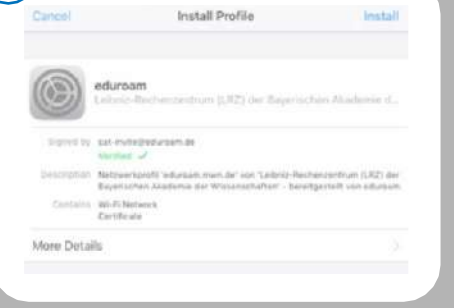 Cancel Install Profile Install
eduroam
Leibniz-Rechenzentrum (LRZ) der Bayerischen Akademie d...
Signed by cat-invite@eduroam.de
Verified ✓
Description Netzwerkprofil 'eduroam.mwn.de' von 'Leibniz-Rechenzentrum (LRZ) der
Bayerischen Akademie der Wissenschaften' - bereitgestellt von eduroam
Contains Wi-Fi Network
Certificate
More Details